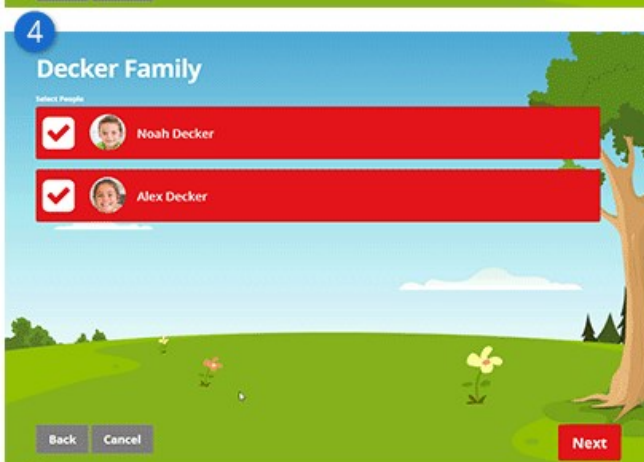 4
Decker Family
Select People
Noah Decker
Alex Decker
Back Cancel
Next